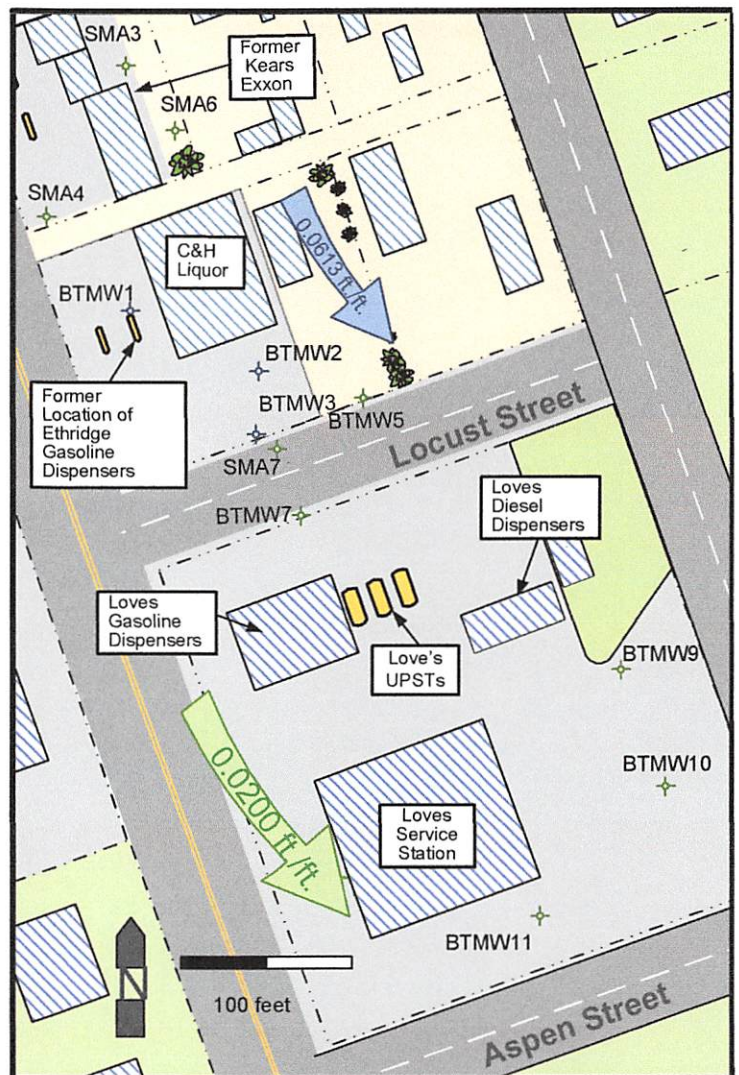 SMA3
Former
Kears
Exxon
SMA6
SMA4
C&H
Liquor
0.0613 ft./ft.
BTMW1
BTMW2
Former
Location of
Ethridge
Gasoline
Dispensers
BTMW3
BTMW5
SMA7
Locust Street
BTMW7
Loves
Diesel
Dispensers
Loves
Gasoline
Dispensers
Love's
UPSTs
BTMW9
0.0200 ft./ft.
BTMW10
Loves
Service
Station
BTMW11
N
100 feet
Aspen Street